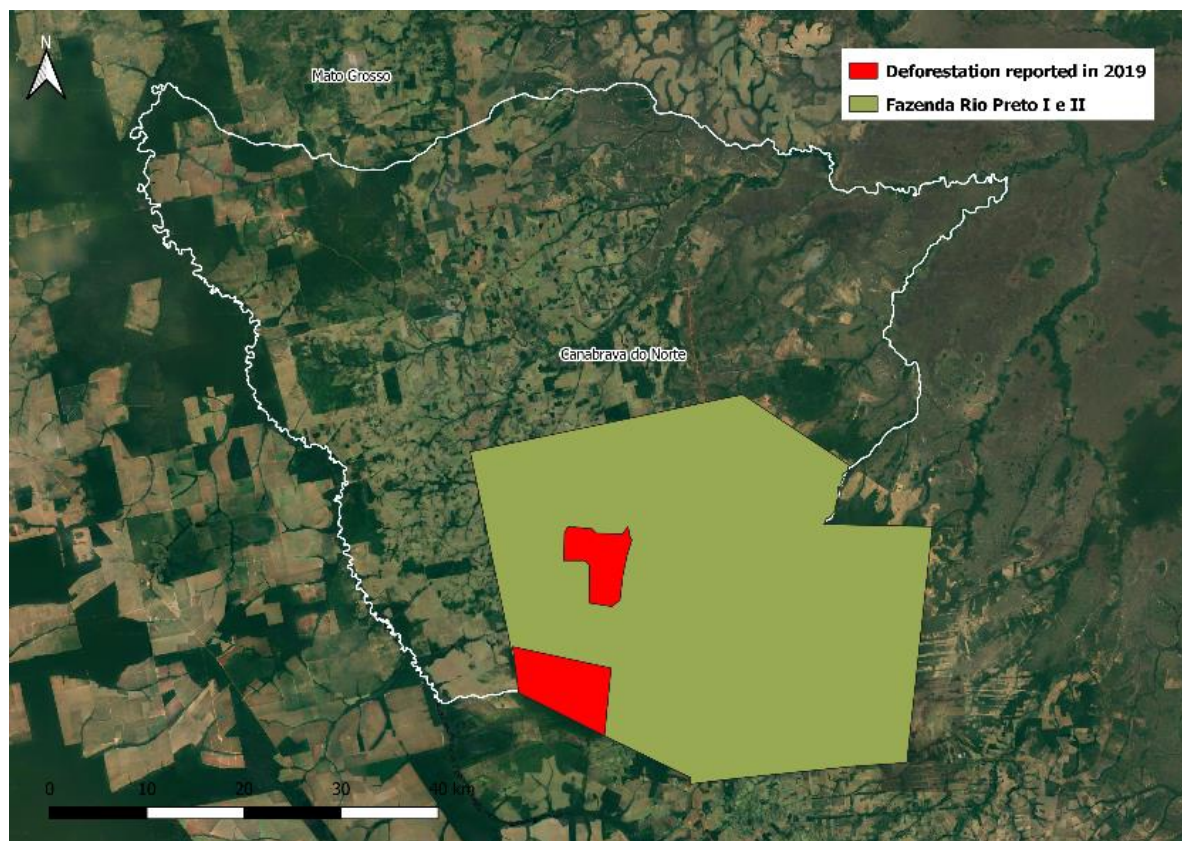 N
Mato Grosso
Deforestation reported in 2019
Fazenda Rio Preto I e II
Canabrava do Norte
0 10 20 30 40 km